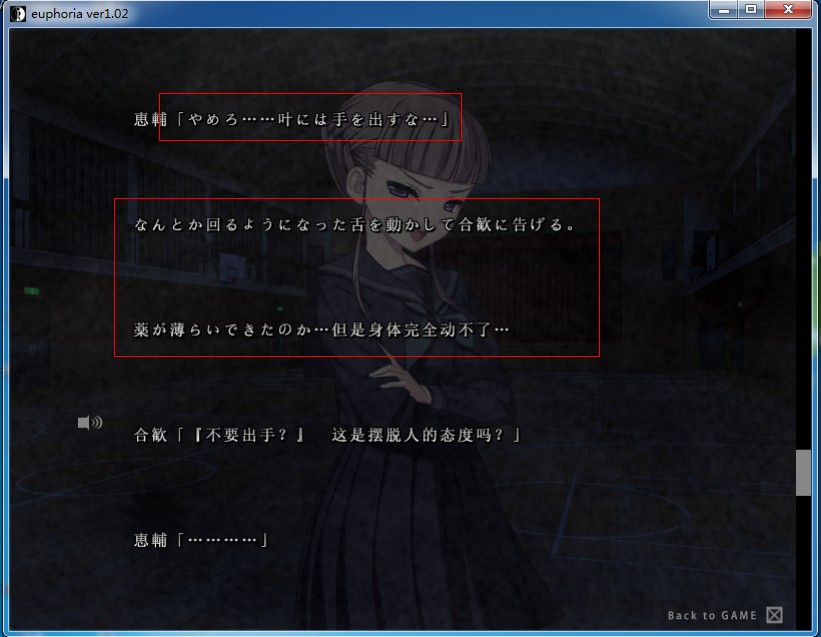 euphoria ver1.02
惠輔「やめろ……叶には手を出すな…」
なんとか回るようになった舌を動かして合歓に告げる。
薬が薄らいできたのか…但是身体完全动不了…
合歓「『不要出手？』　这是摆脱人的态度吗？」
惠輔「…………」
Back to GAME